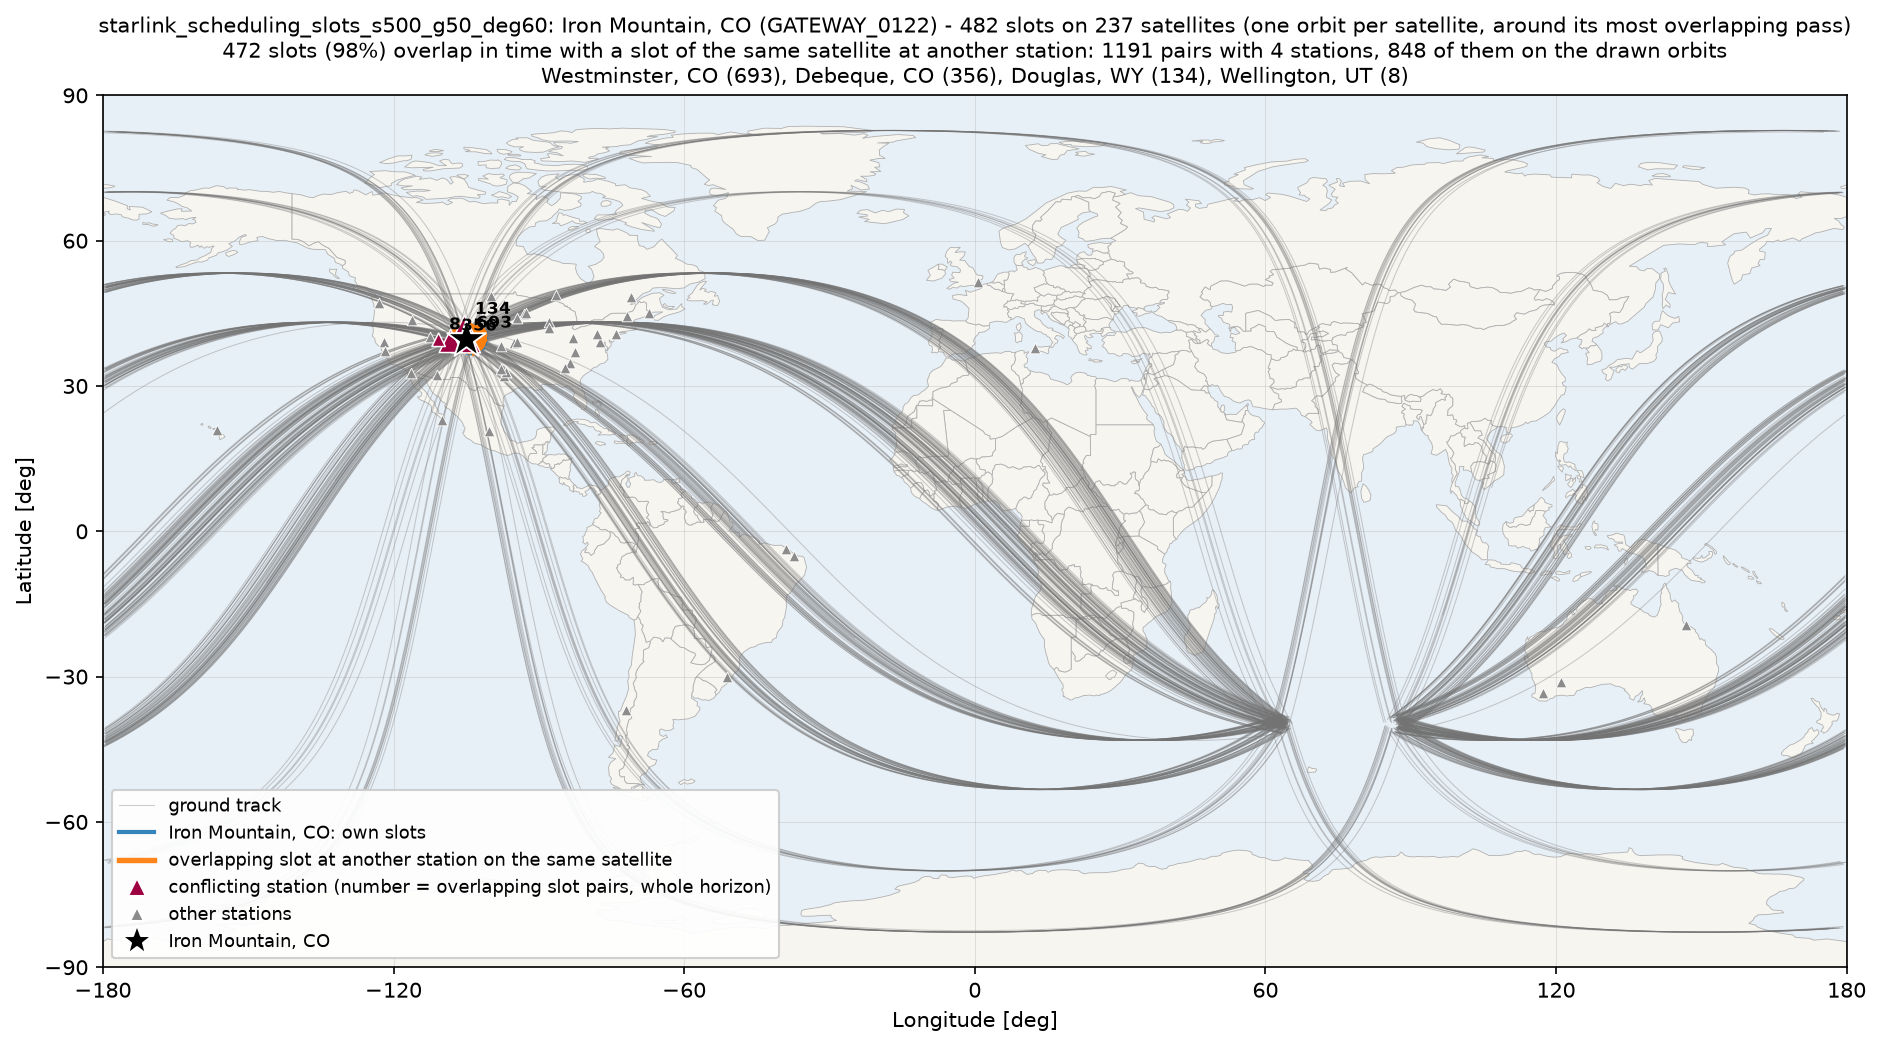 starlink_scheduling_slots_s500_g50_deg60: Iron Mountain, CO (GATEWAY_0122) - 482 slots on 237 satellites (one orbit per satellite, around its most overlapping pass)
472 slots (98%) overlap in time with a slot of the same satellite at another station: 1191 pairs with 4 stations, 848 of them on the drawn orbits
Westminster, CO (693), Debeque, CO (356), Douglas, WY (134), Wellington, UT (8)
90
60
30
0
−30
−60
−90
Latitude [deg]
134
693
8
ground track
Iron Mountain, CO: own slots
overlapping slot at another station on the same satellite
conflicting station (number = overlapping slot pairs, whole horizon)
other stations
Iron Mountain, CO
−180
−120
−60
0
60
120
180
Longitude [deg]